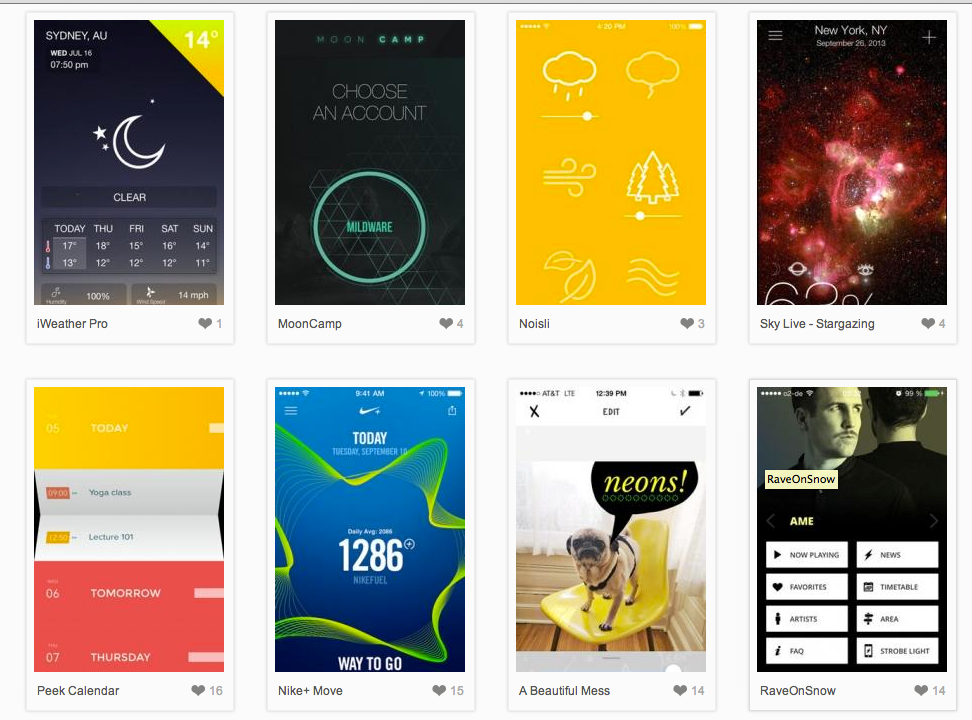 SYDNEY, AU
14°
WED JUL 16
07:50 pm
CLEAR
TODAY THU FRI SAT SUN
17° 18° 15° 16° 14°
13° 12° 12° 12° 11°
Humidity 100% Wind Speed 14 mph
iWeather Pro 1
MOON CAMP
CHOOSE
AN ACCOUNT
MILDWARE
MoonCamp 4
4:20 PM 100%
Noisli 3
New York, NY
September 26, 2013
Sky Live - Stargazing 4
05 TODAY
09:00 Yoga class
12:50 Lecture 101
WED
06 TOMORROW
THU
07 THURSDAY
Peek Calendar 16
9:41 AM 100%
TODAY
TUESDAY, SEPTEMBER 10
Daily Avg: 2086
1286
NIKEFUEL
WAY TO GO
Nike+ Move 15
AT&T LTE 12:39 PM
X EDIT
neons!
A Beautiful Mess 14
o2-de 99 %
RaveOnSnow
AME
NOW PLAYING NEWS
FAVORITES TIMETABLE
ARTISTS AREA
FAQ STROBE LIGHT
RaveOnSnow 14